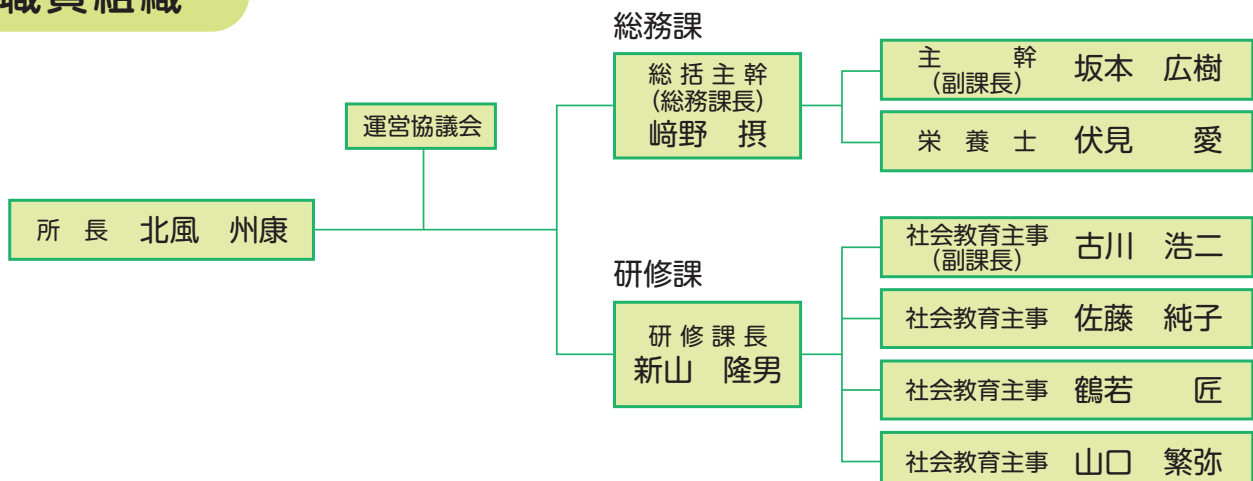 職員組織
総務課
総括主幹
(総務課長)
﨑野 摂
主 幹
(副課長)
坂本 広樹
栄養士 伏見 愛
運営協議会
所長 北風 州康
研修課
研修課長
新山 隆男
社会教育主事
(副課長)
古川 浩二
社会教育主事 佐藤 純子
社会教育主事 鶴若 匠
社会教育主事 山口 繁弥